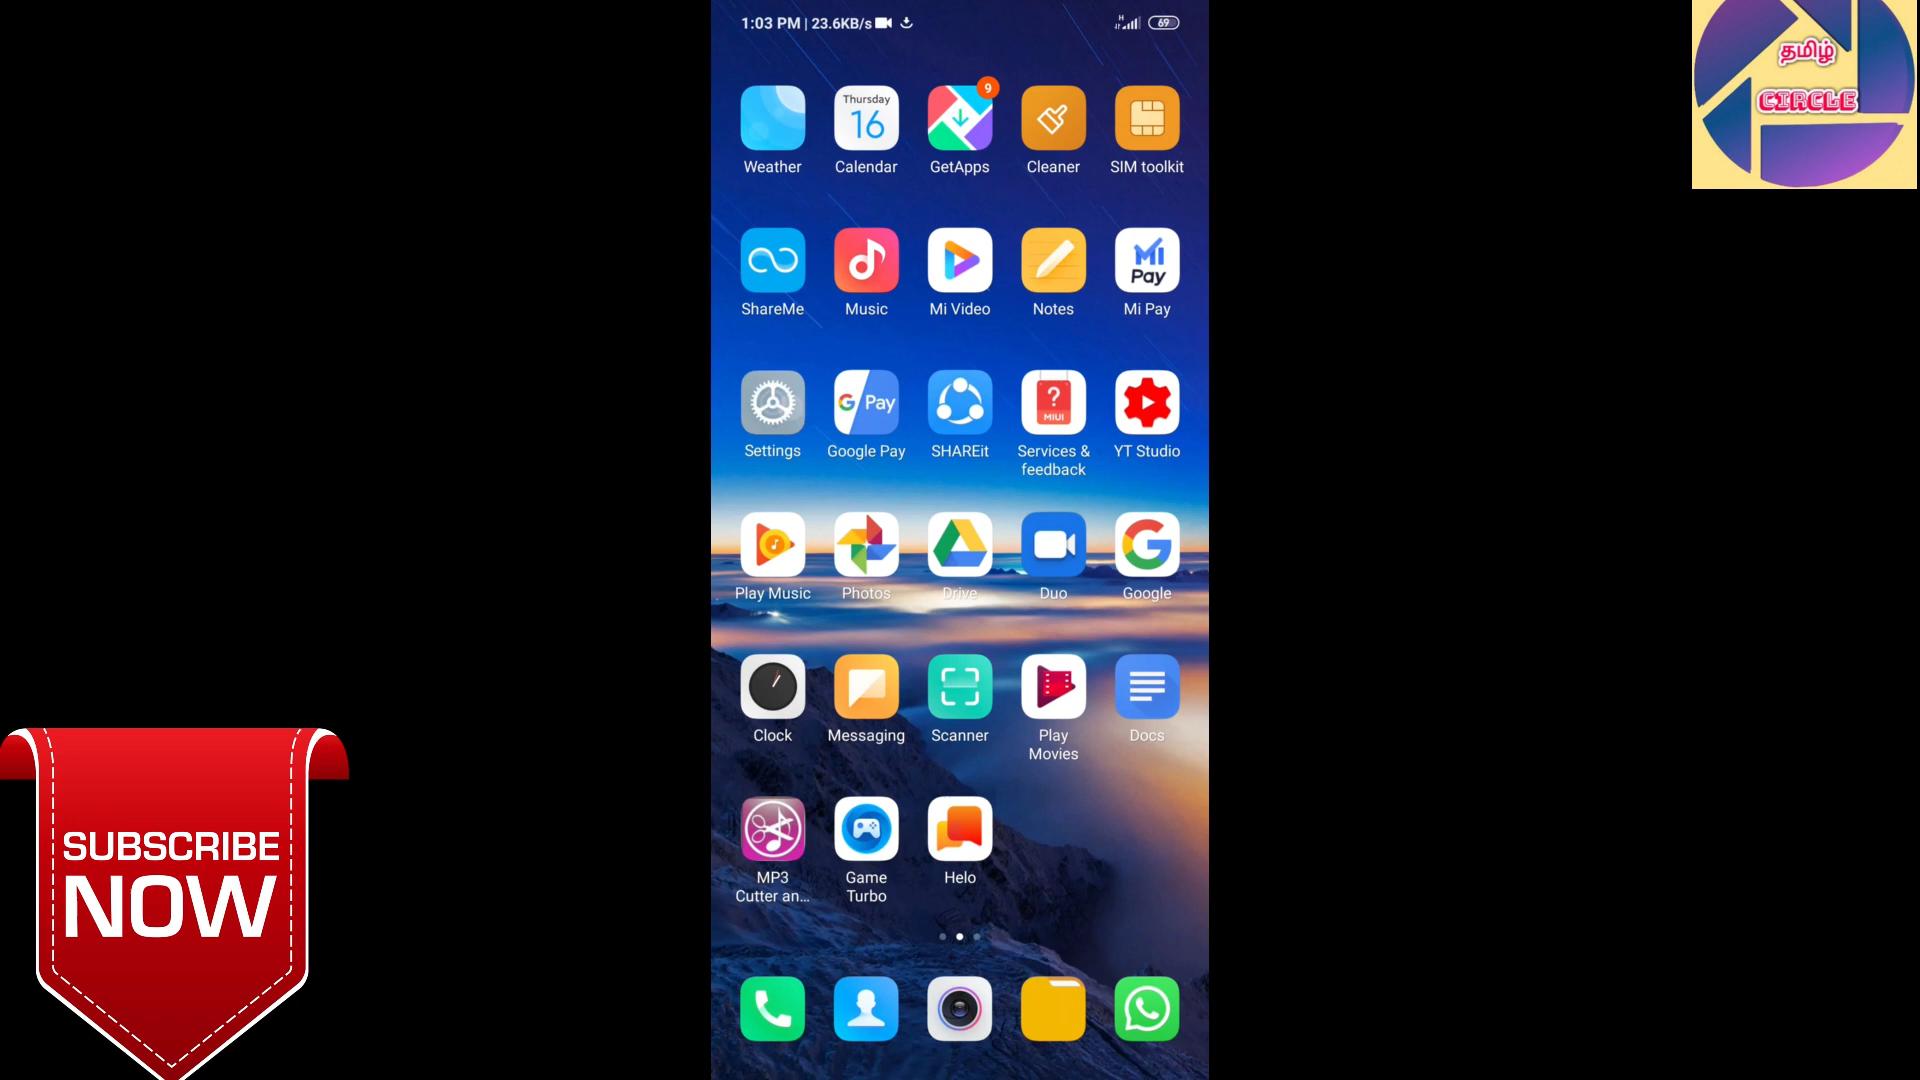 1:03 PM | 23.6KB/s
H
69
தமிழ்
CIRCLE
9
Thursday
16
Weather
Calendar
GetApps
Cleaner
SIM toolkit
MI
Pay
ShareMe
Music
Mi Video
Notes
Mi Pay
G Pay
?
MIUI
Settings
Google Pay
SHAREit
Services &
feedback
YT Studio
G
Play Music
Photos
Drive
Duo
Google
Clock
Messaging
Scanner
Play
Movies
Docs
MP3
Cutter an...
Game
Turbo
Helo
SUBSCRIBE
NOW